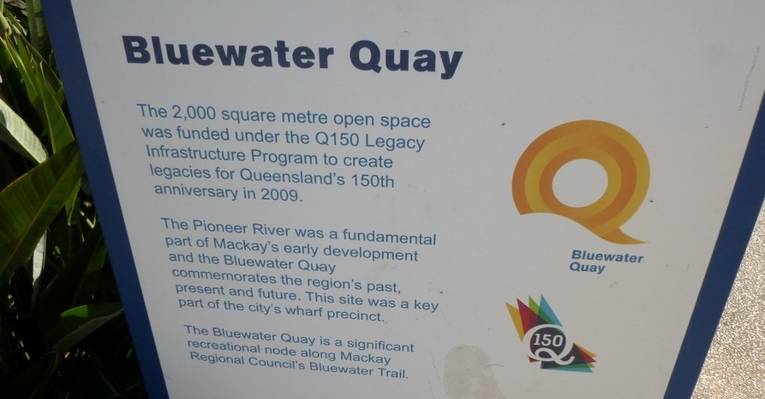 Bluewater Quay
The 2,000 square metre open space
was funded under the Q150 Legacy
Infrastructure Program to create
legacies for Queensland's 150th
anniversary in 2009.
The Pioneer River was a fundamental
part of Mackay's early development
and the Bluewater Quay
commemorates the region's past,
present and future. This site was a key
part of the city's wharf precinct.
The Bluewater Quay is a significant
recreational node along Mackay
Regional Council's Bluewater Trail.
Q
Bluewater
Quay
Q150